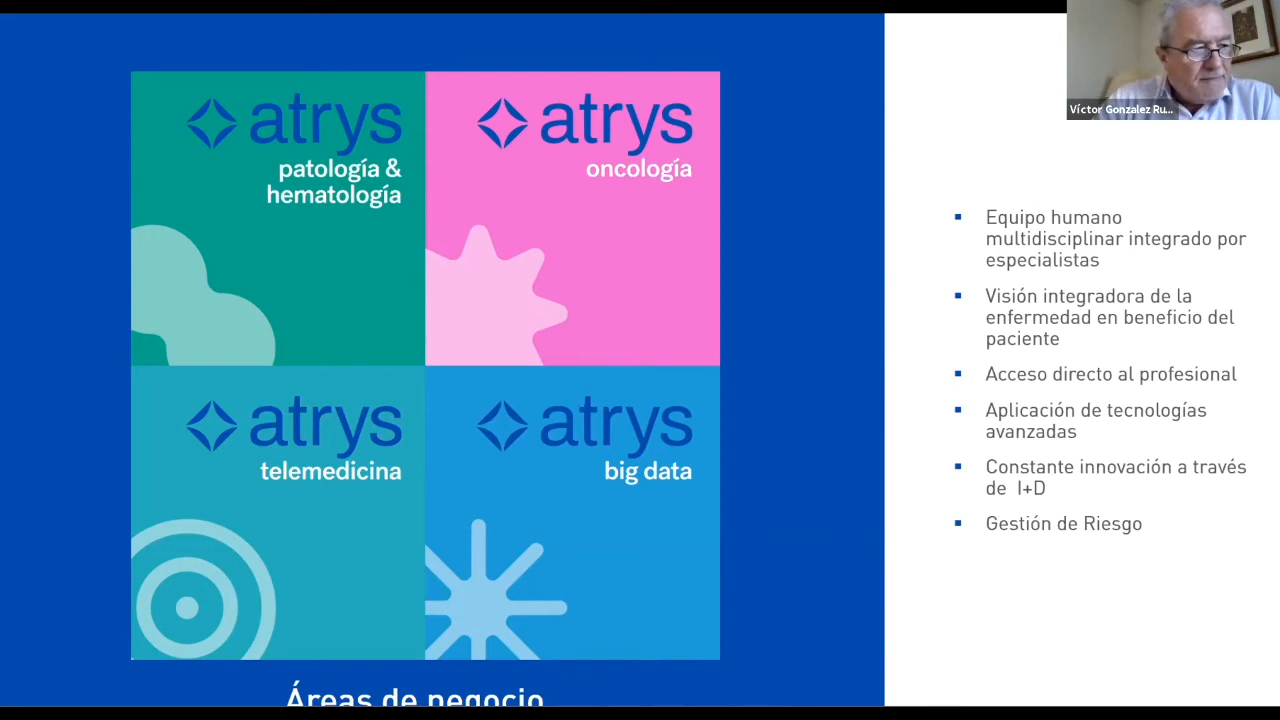 atrys
patología &
hematología
atrys
oncología
atrys
telemedicina
atrys
big data
Áreas de negocio
Víctor Gonzalez Ru...
Equipo humano
multidisciplinar integrado por
especialistas
Visión integradora de la
enfermedad en beneficio del
paciente
Acceso directo al profesional
Aplicación de tecnologías
avanzadas
Constante innovación a través
de I+D
Gestión de Riesgo